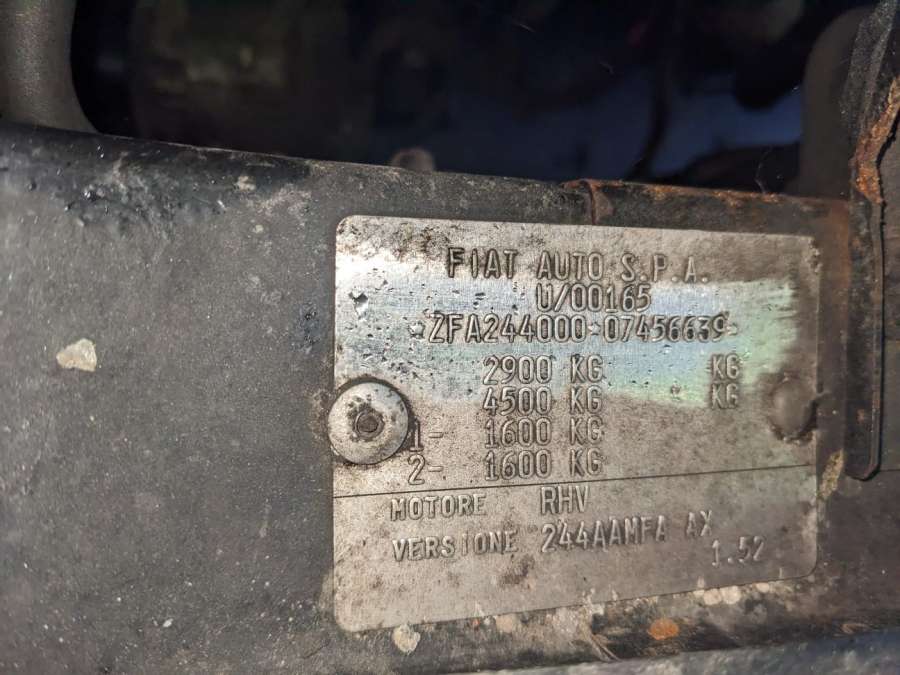 FIAT AUTO S.P.A.
U/00165
*ZFA244000*07456639*
2900 KG KG
4500 KG KG
1- 1600 KG
2- 1600 KG
MOTORE RHV
VERSIONE 244AAMFA AX
1.52